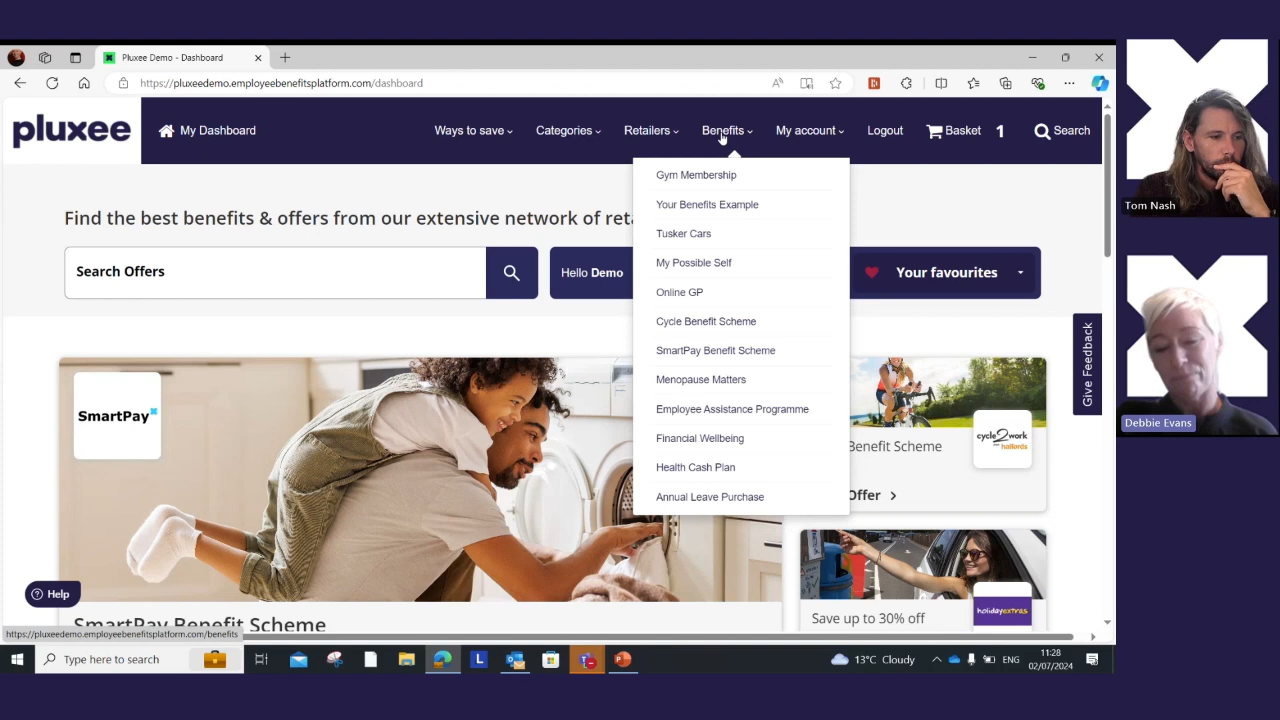 Pluxee Demo - Dashboard
https://pluxeedemo.employeebenefitsplatform.com/dashboard
pluxee
My Dashboard
Ways to save
Categories
Retailers
Benefits
My account
Logout
Basket 1
Search
Gym Membership
Your Benefits Example
Tusker Cars
My Possible Self
Online GP
Cycle Benefit Scheme
SmartPay Benefit Scheme
Menopause Matters
Employee Assistance Programme
Financial Wellbeing
Health Cash Plan
Annual Leave Purchase
Find the best benefits & offers from our extensive network of
Search Offers
Hello Demo
Your favourites
Give Feedback
SmartPay
Benefit Scheme
cycle2work
halfords
Offer
Save up to 30% off
holidayextras
Help
SmartPay Benefit Scheme
https://pluxeedemo.employeebenefitsplatform.com/benefits
Type here to search
L
13°C Cloudy
ENG
11:28
02/07/2024
Tom Nash
Debbie Evans